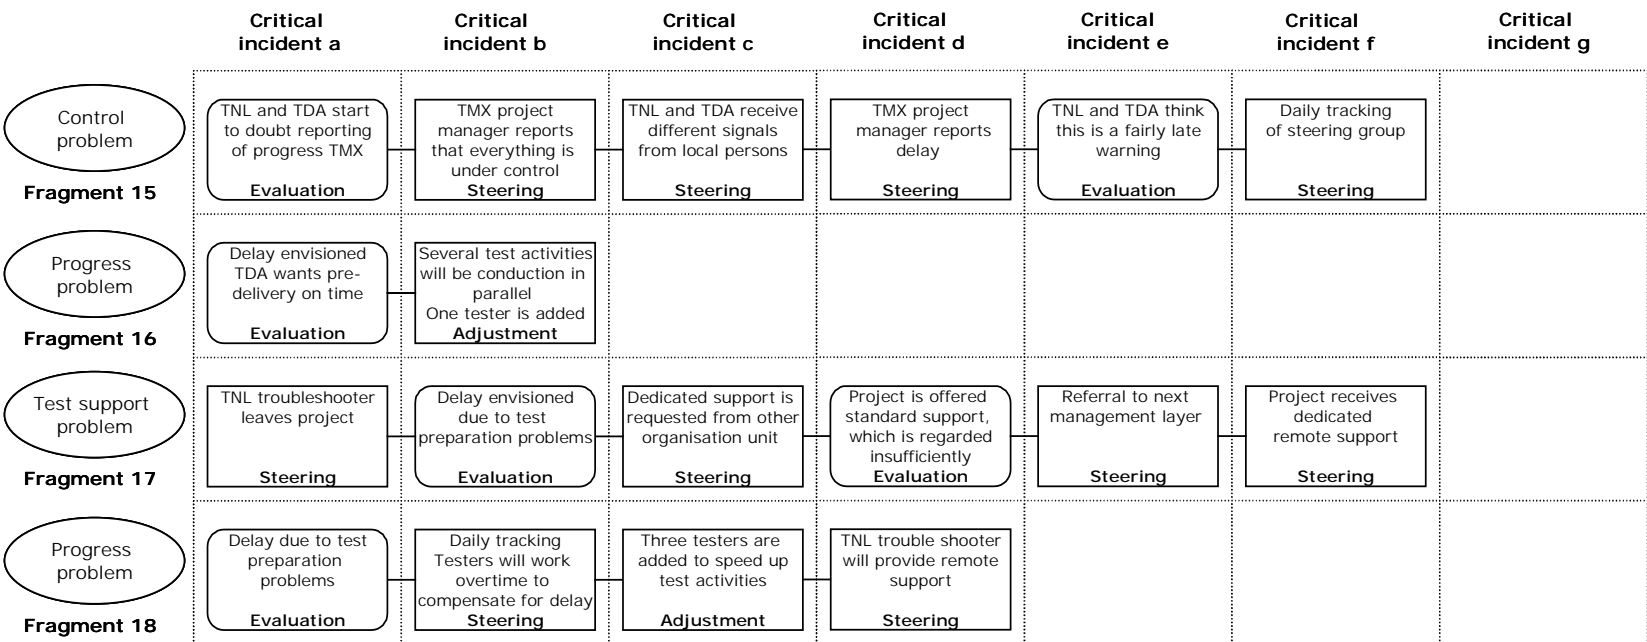 Critical
incident a
Critical
incident b
Critical
incident c
Critical
incident d
Critical
incident e
Critical
incident f
Critical
incident g
Control
problem
Fragment 15
TNL and TDA start
to doubt reporting
of progress TMX
Evaluation
TMX project
manager reports
that everything is
under control
Steering
TNL and TDA receive
different signals
from local persons
Steering
TMX project
manager reports
delay
Steering
TNL and TDA think
this is a fairly late
warning
Evaluation
Daily tracking
of steering group
Steering
Progress
problem
Fragment 16
Delay envisioned
TDA wants pre-
delivery on time
Evaluation
Several test activities
will be conduction in
parallel
One tester is added
Adjustment
Test support
problem
Fragment 17
TNL troubleshooter
leaves project
Steering
Delay envisioned
due to test
preparation problems
Evaluation
Dedicated support is
requested from other
organisation unit
Steering
Project is offered
standard support,
which is regarded
insufficiently
Evaluation
Referral to next
management layer
Steering
Project receives
dedicated
remote support
Steering
Progress
problem
Fragment 18
Delay due to test
preparation
problems
Evaluation
Daily tracking
Testers will work
overtime to
compensate for delay
Steering
Three testers are
added to speed up
test activities
Adjustment
TNL trouble shooter
will provide remote
support
Steering